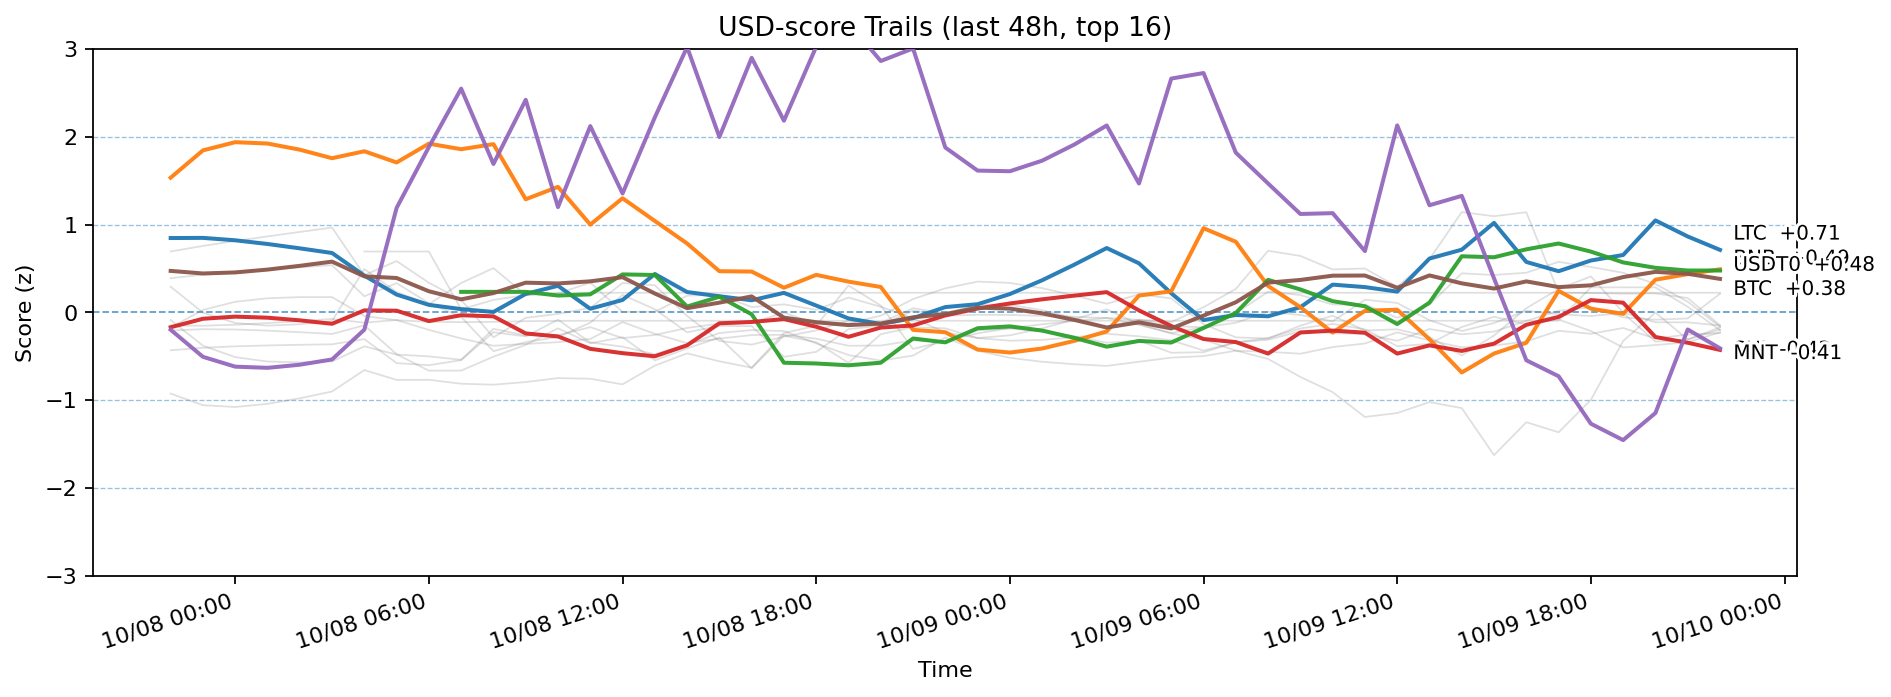 USD-score Trails (last 48h, top 16)
Score (z)
3
2
1
0
−1
−2
−3
LTC +0.71
USDT0 +0.48
BTC +0.38
MNT -0.41
10/08 00:00
10/08 06:00
10/08 12:00
10/08 18:00
10/09 00:00
10/09 06:00
10/09 12:00
10/09 18:00
10/10 00:00
Time